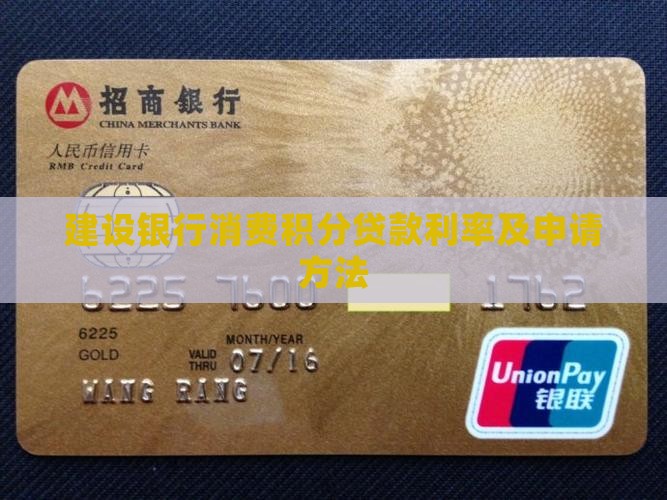 招商银行
CHINA MERCHANTS BANK
人民币信用卡
RMB Credit Card
建设银行消费积分贷款利率及申请
方法
6225 7600 1762
6225
MONTH/YEAR
GOLD VALID THRU 07/16
WANG RANG
UnionPay
银联